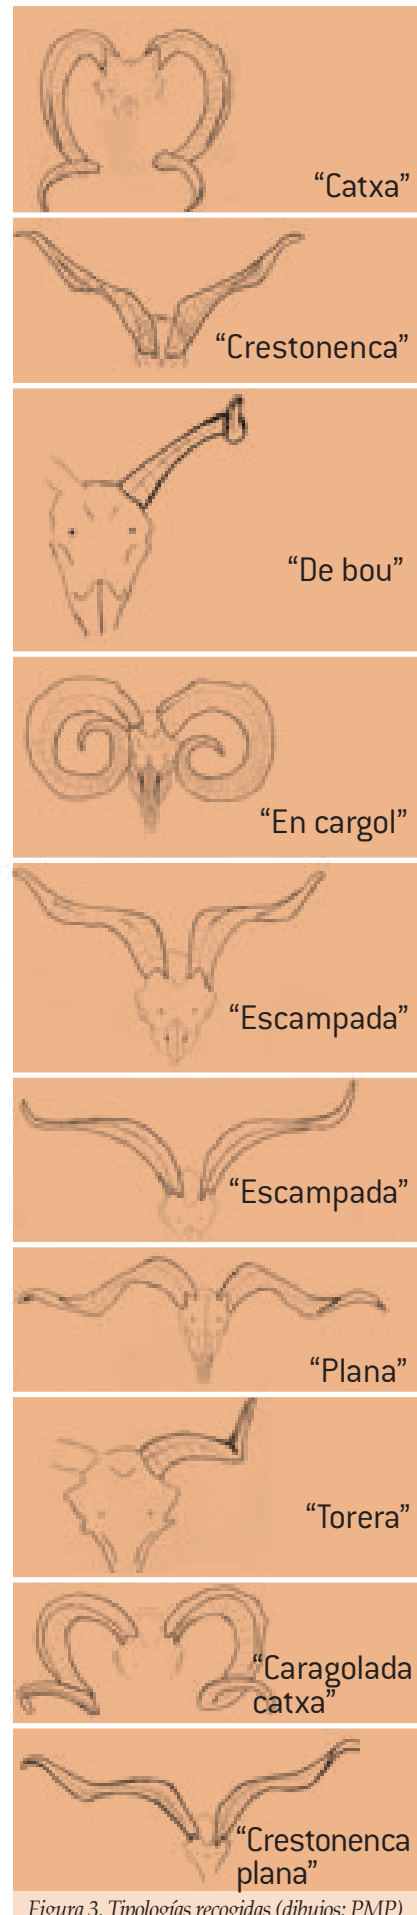 “Catxa”
“Crestonenca”
“De bou”
“En cargol”
“Escampada”
“Escampada”
“Plana”
“Torera”
“Caragolada
catxa”
“Crestonenca
plana”
Figura 3. Tipologías recogidas (dibujos: PMP)